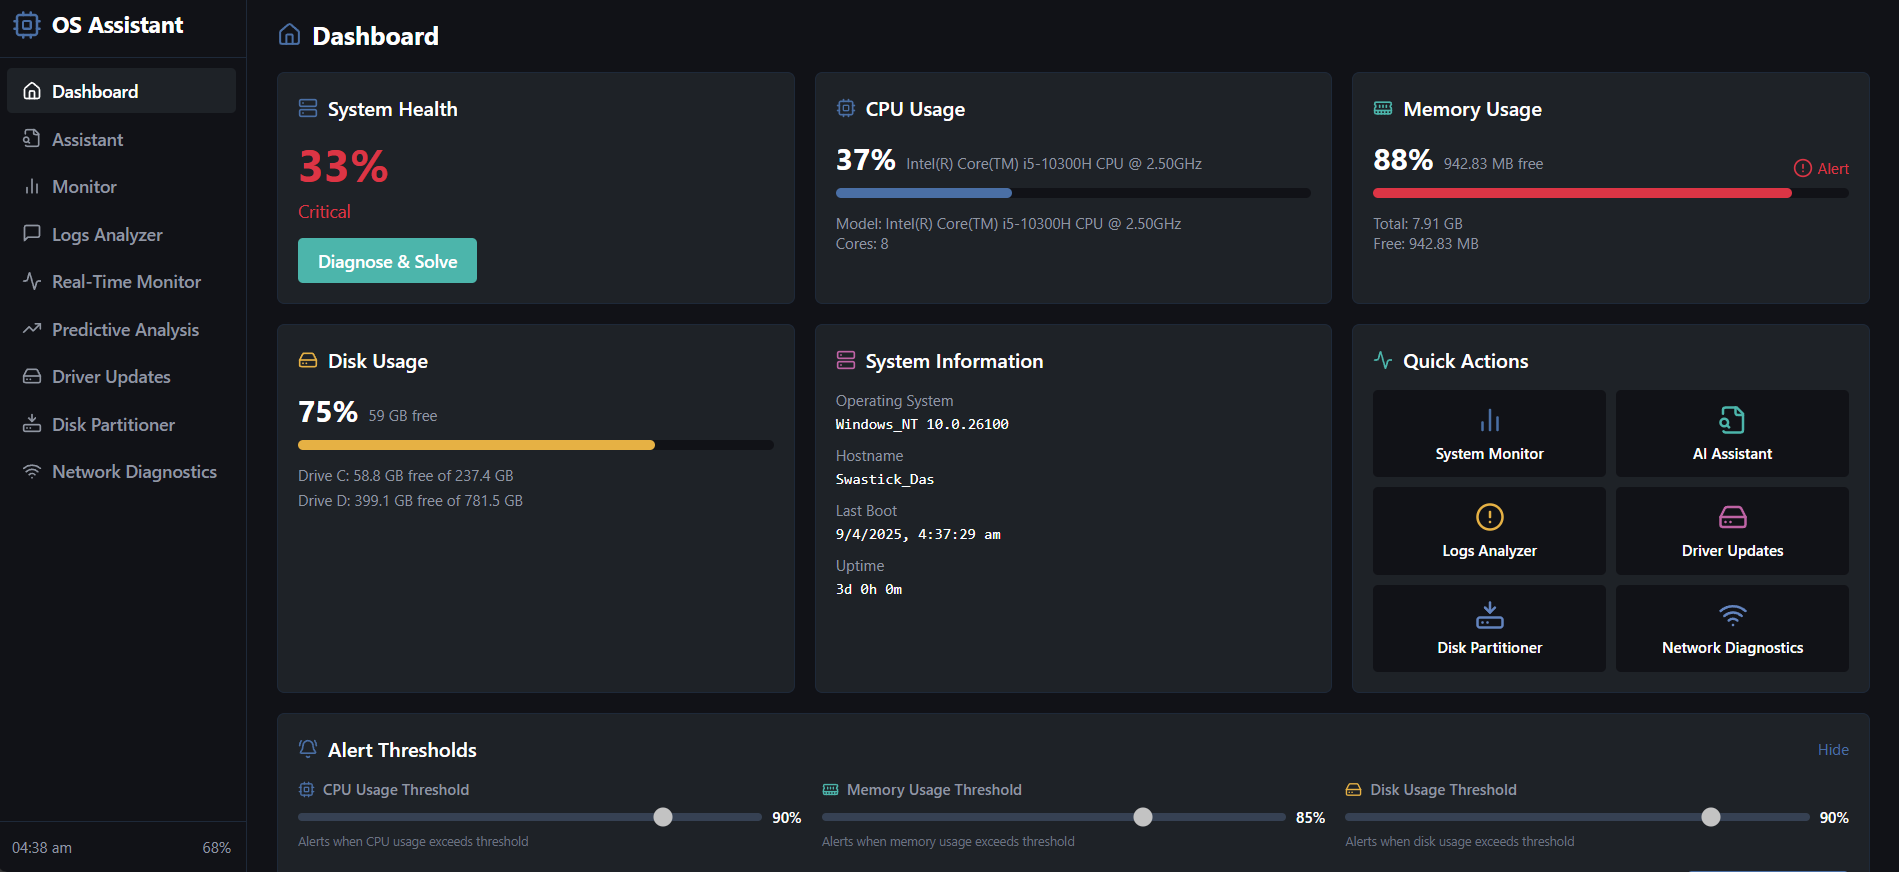 OS Assistant
Dashboard
Assistant
Monitor
Logs Analyzer
Real-Time Monitor
Predictive Analysis
Driver Updates
Disk Partitioner
Network Diagnostics
04:38 am 68%
Dashboard
System Health
33%
Critical
Diagnose & Solve
CPU Usage
37% Intel(R) Core(TM) i5-10300H CPU @ 2.50GHz
Model: Intel(R) Core(TM) i5-10300H CPU @ 2.50GHz
Cores: 8
Memory Usage
88% 942.83 MB free Alert
Total: 7.91 GB
Free: 942.83 MB
Disk Usage
75% 59 GB free
Drive C: 58.8 GB free of 237.4 GB
Drive D: 399.1 GB free of 781.5 GB
System Information
Operating System
Windows_NT 10.0.26100
Hostname
Swastick_Das
Last Boot
9/4/2025, 4:37:29 am
Uptime
3d 0h 0m
Quick Actions
System Monitor
AI Assistant
Logs Analyzer
Driver Updates
Disk Partitioner
Network Diagnostics
Alert Thresholds Hide
CPU Usage Threshold
90%
Alerts when CPU usage exceeds threshold
Memory Usage Threshold
85%
Alerts when memory usage exceeds threshold
Disk Usage Threshold
90%
Alerts when disk usage exceeds threshold